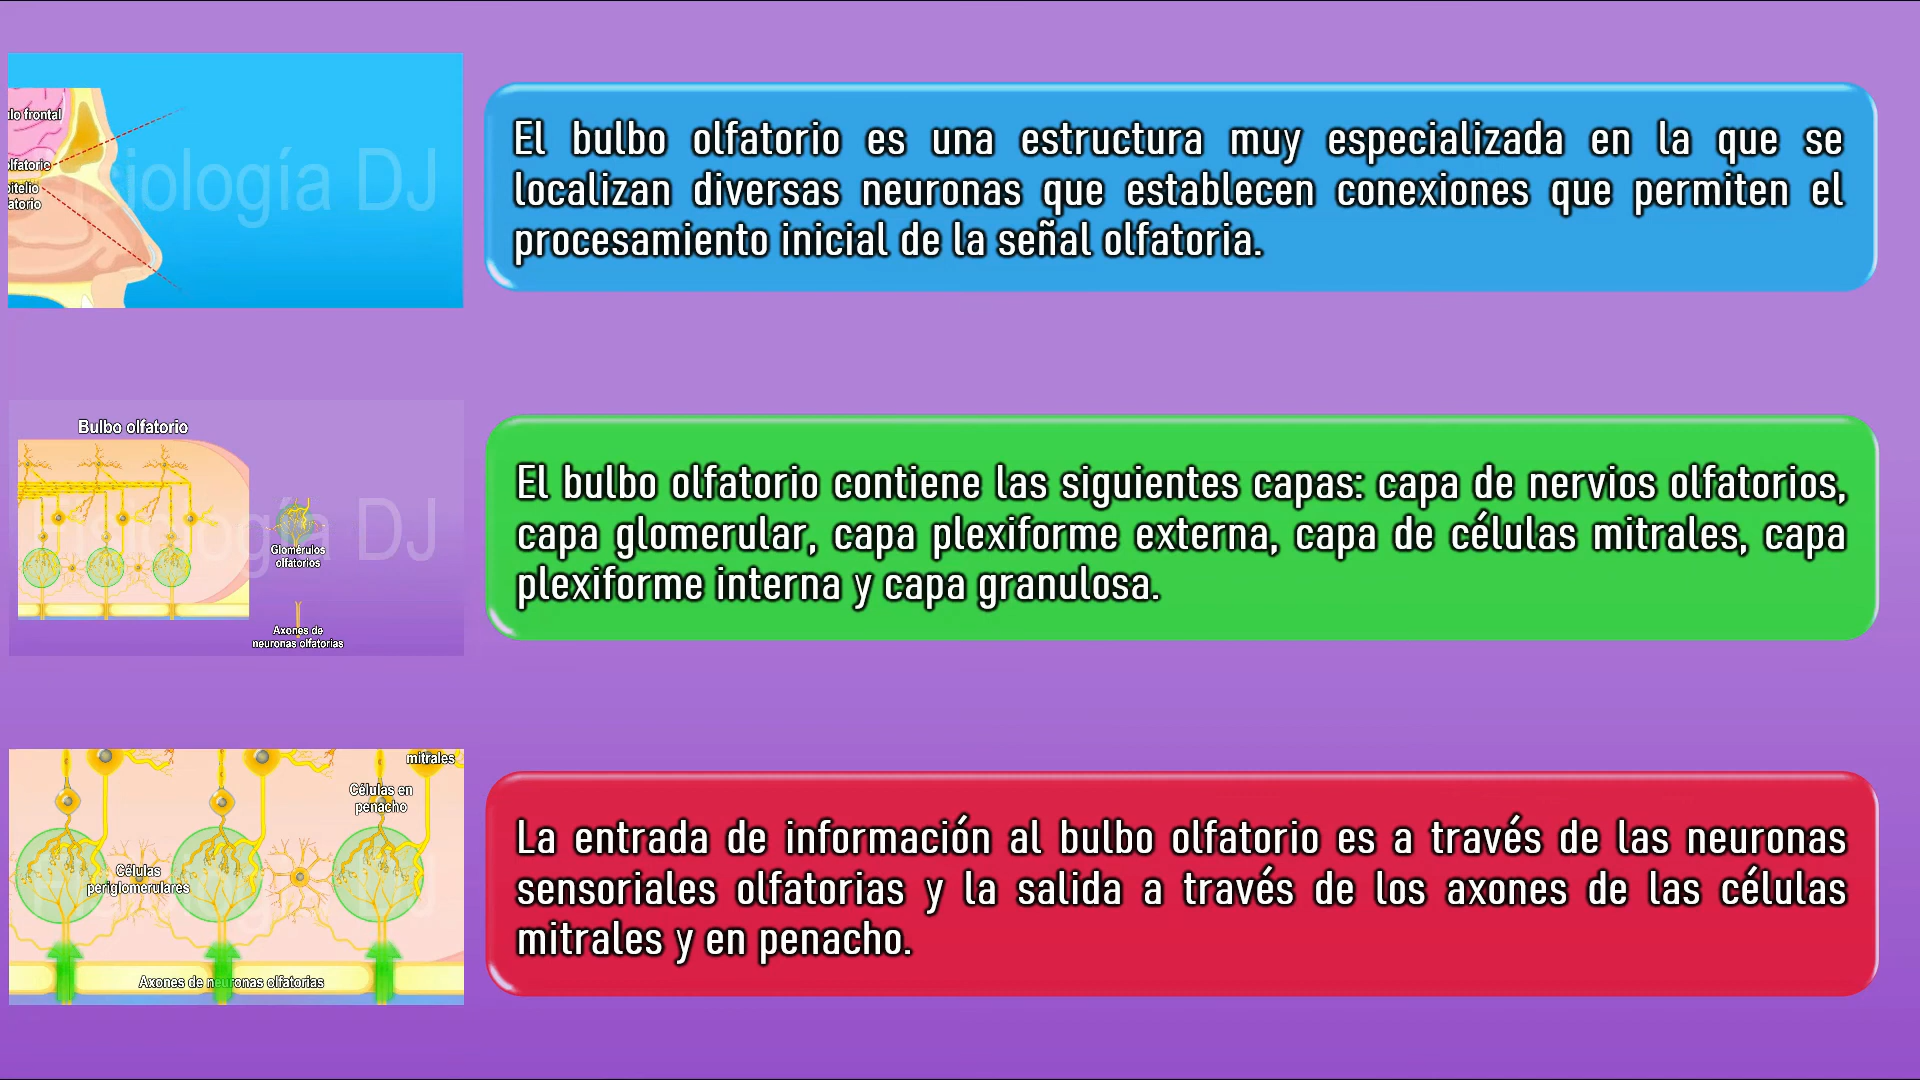 lo frontal
El bulbo olfatorio es una estructura muy especializada en la que se
localizan diversas neuronas que establecen conexiones que permiten el
procesamiento inicial de la señal olfatoria.
Fisiología DJ
Bulbo olfatorio
Glomérulos
olfatorios
Axones de
neuronas olfatorias
El bulbo olfatorio contiene las siguientes capas: capa de nervios olfatorios,
capa glomerular, capa plexiforme externa, capa de células mitrales, capa
plexiforme interna y capa granulosa.
mitrales
Células en
penacho
Células
periglomerulares
Axones de neuronas olfatorias
La entrada de información al bulbo olfatorio es a través de las neuronas
sensoriales olfatorias y la salida a través de los axones de las células
mitrales y en penacho.